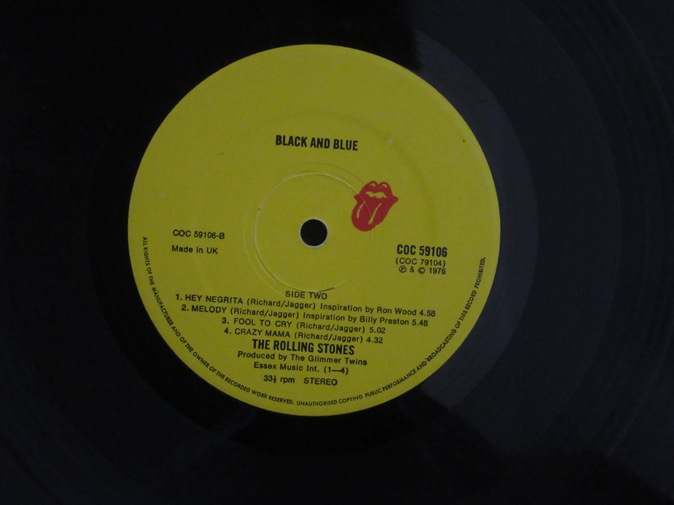 BLACK AND BLUE
COC 59106-B
Made in UK
COC 59106
(COC 79104)
℗ & © 1976
SIDE TWO
1. HEY NEGRITA (Richard/Jagger) Inspiration by Ron Wood 4.58
2. MELODY (Richard/Jagger) Inspiration by Billy Preston 5.48
3. FOOL TO CRY (Richard/Jagger) 5.02
4. CRAZY MAMA (Richard/Jagger) 4.32
THE ROLLING STONES
Produced by The Glimmer Twins
Essex Music Int. (1—4)
33⅓ rpm STEREO
ALL RIGHTS OF THE MANUFACTURER AND OF THE OWNER OF THE RECORDED WORK RESERVED. UNAUTHORISED COPYING PUBLIC PERFORMANCE AND BROADCASTING OF THIS RECORD PROHIBITED.